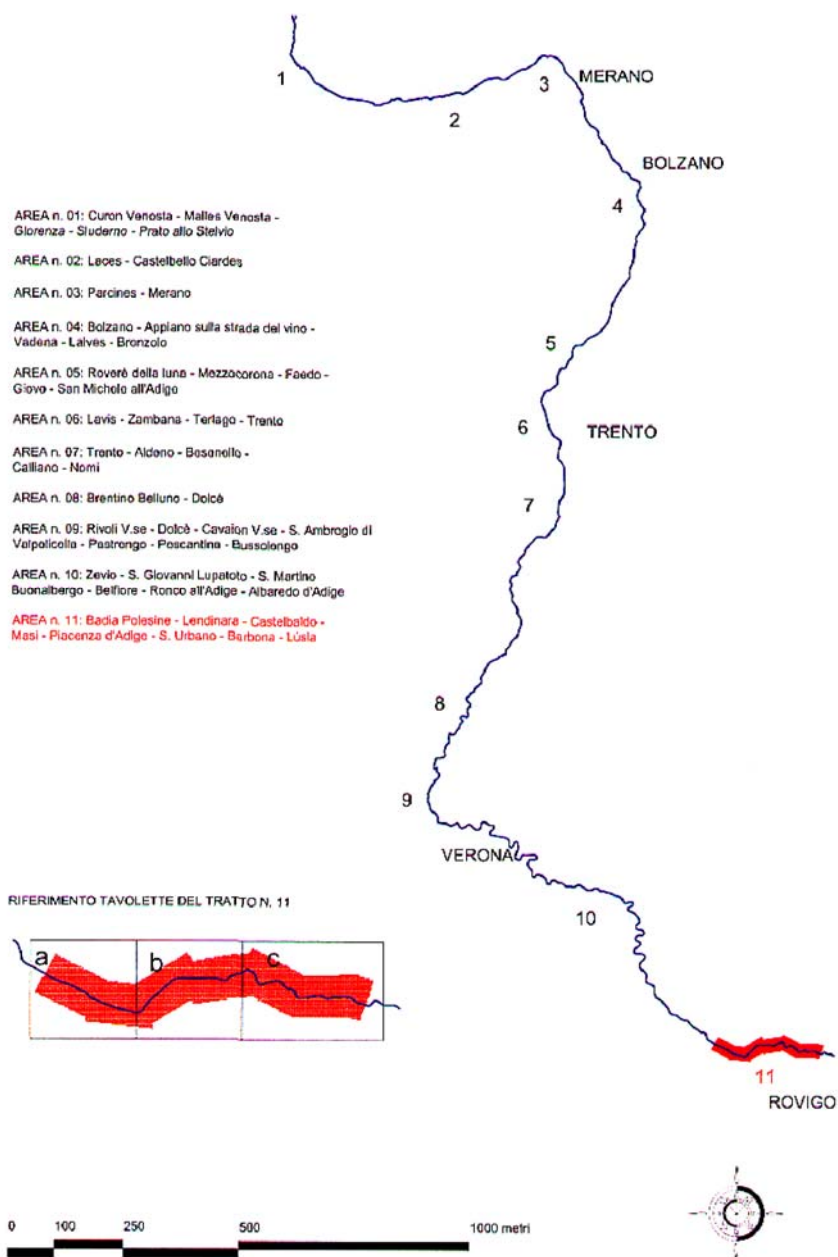 1
2
3
MERANO
BOLZANO
4
AREA n. 01: Curon Venosta - Malles Venosta -
Glorenza - Sluderno - Prato allo Stelvio
AREA n. 02: Laces - Castelbello Ciardes
AREA n. 03: Parcines - Merano
AREA n. 04: Bolzano - Appiano sulla strada del vino -
Vadena - Laives - Bronzolo
AREA n. 05: Roverè della luna - Mezzocorona - Faedo -
Giovo - San Michele all'Adige
AREA n. 06: Lavis - Zambana - Terlago - Trento
AREA n. 07: Trento - Aldeno - Besenello -
Calliano - Nomi
AREA n. 08: Brentino Belluno - Dolcè
AREA n. 09: Rivoli V.se - Dolcè - Cavaion V.se - S. Ambrogio di
Valpolicella - Pastrengo - Pescantina - Bussolengo
AREA n. 10: Zevio - S. Giovanni Lupatoto - S. Martino
Buonalbergo - Belfiore - Ronco all'Adige - Albaredo d'Adige
AREA n. 11: Badia Polesine - Lendinara - Castelbaldo -
Masi - Piacenza d'Adige - S. Urbano - Barbona - Lusia
5
6
TRENTO
7
8
9
VERONA
10
RIFERIMENTO TAVOLETTE DEL TRATTO N. 11
a b c
11
ROVIGO
0 100 250 500 1000 metri